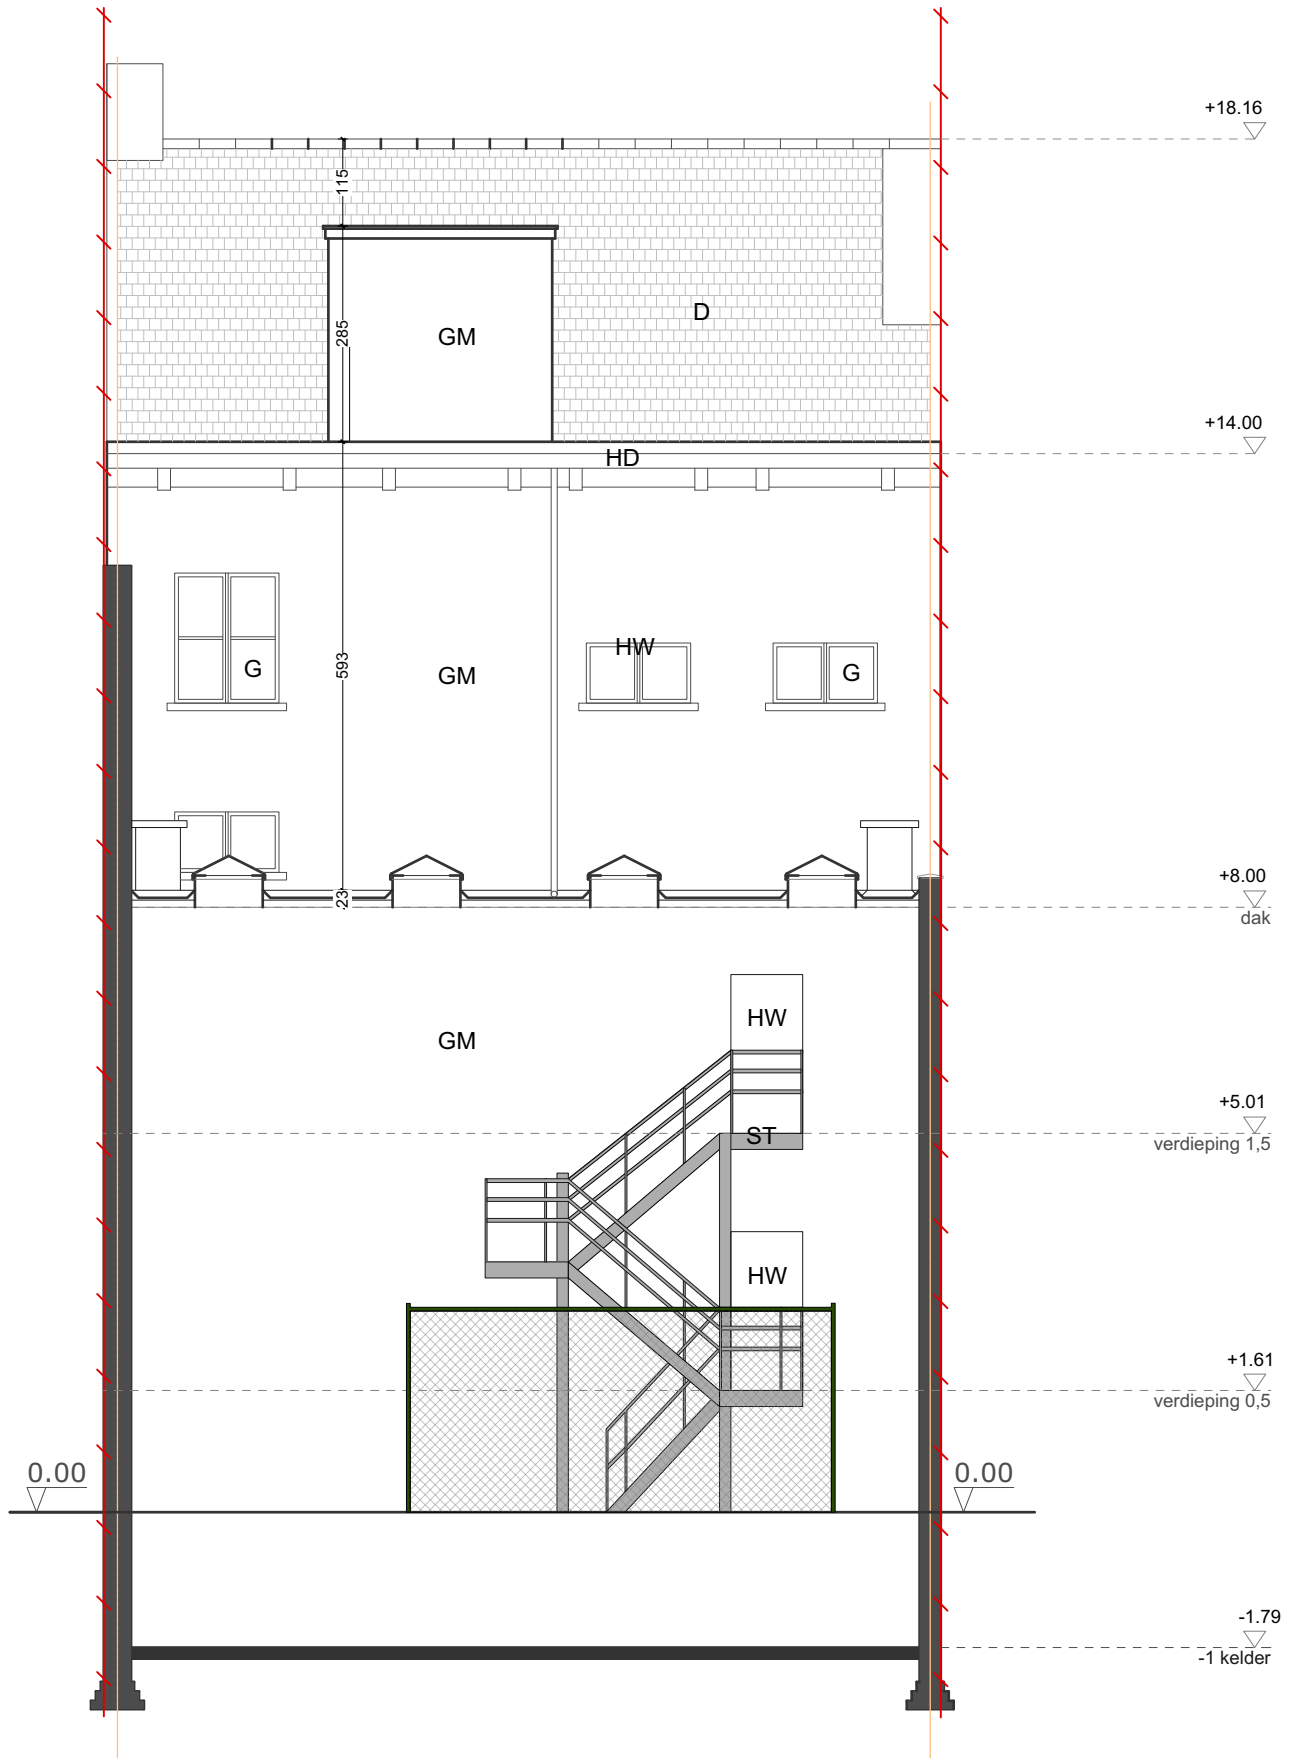 +18.16
115
D
285
GM
+14.00
HD
HW
593
G
GM
G
+8.00
23
dak
HW
GM
+5.01
ST
verdieping 1,5
HW
+1.61
verdieping 0,5
0.00
0.00
-1.79
-1 kelder